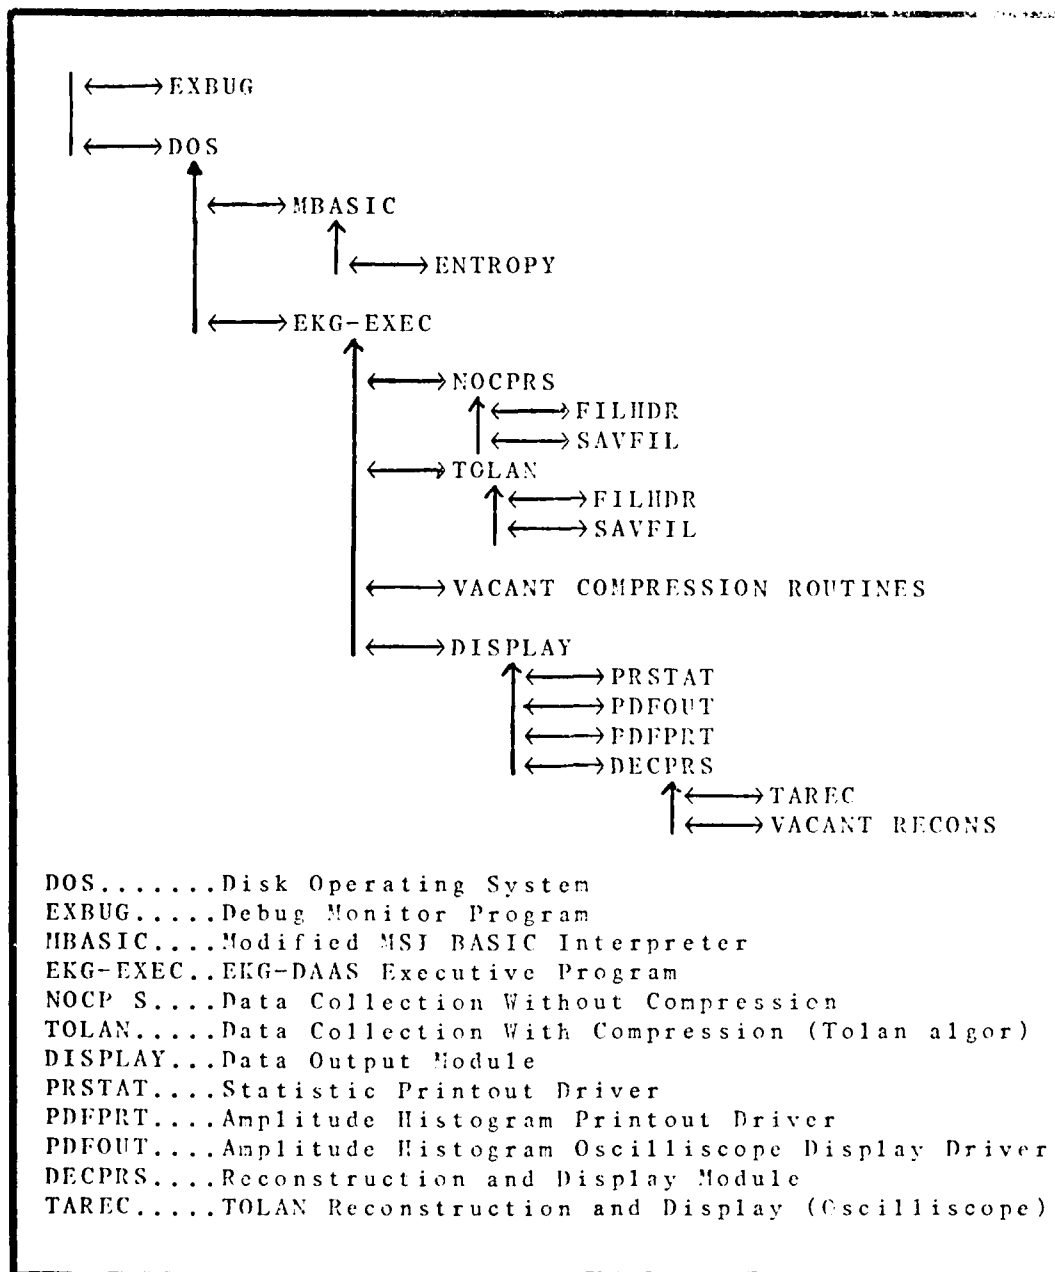 EXBUG
DOS
MBASIC
ENTROPY
EKG-EXEC
NOCPRS
FILHDR
SAVFIL
TOLAN
FILHDR
SAVFIL
VACANT COMPRESSION ROUTINES
DISPLAY
PRSTAT
PDFOUT
PDFPRT
DECPRS
TAREC
VACANT RECONS
DOS.......Disk Operating System
EXBUG.....Debug Monitor Program
MBASIC....Modified MSI BASIC Interpreter
EKG-EXEC..EKG-DAAS Executive Program
NOCP S....Data Collection Without Compression
TOLAN.....Data Collection With Compression (Tolan algor)
DISPLAY...Data Output Module
PRSTAT....Statistic Printout Driver
PDFPRT....Amplitude Histogram Printout Driver
PDFOUT....Amplitude Histogram Oscilliscope Display Driver
DECPRS....Reconstruction and Display Module
TAREC.....TOLAN Reconstruction and Display (Oscilliscope)